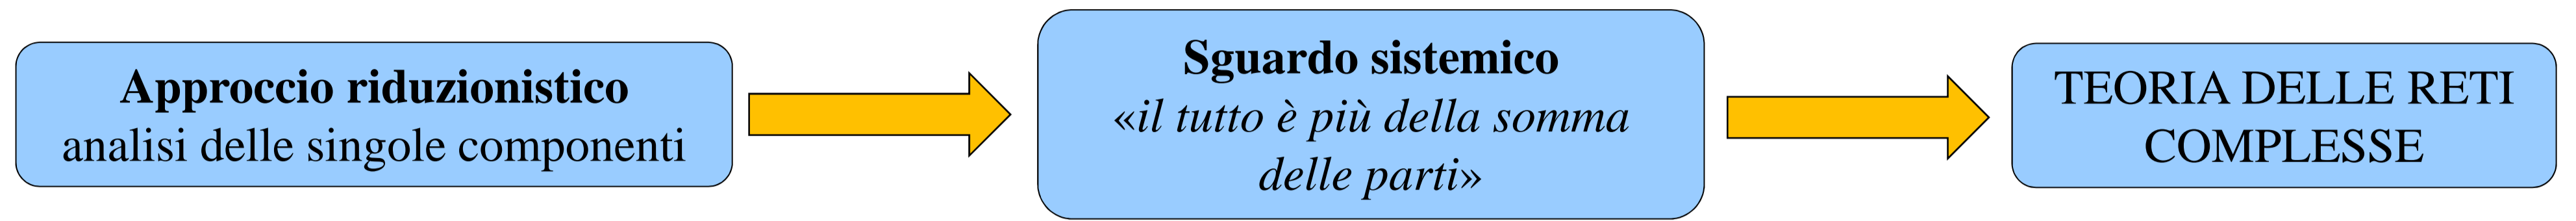 Approccio riduzionistico
analisi delle singole componenti
Sguardo sistemico
«il tutto è più della somma
delle parti»
TEORIA DELLE RETI
COMPLESSE